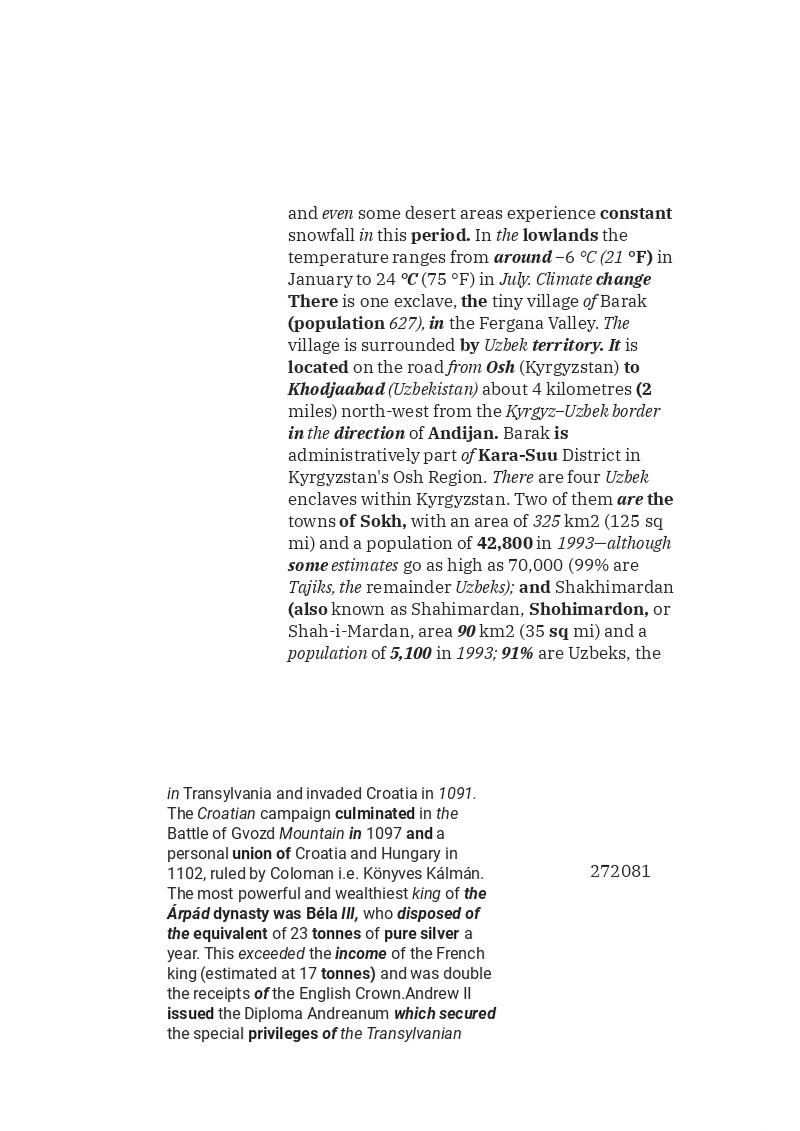 and even some desert areas experience constant
snowfall in this period. In the lowlands the
temperature ranges from around −6 °C (21 °F) in
January to 24 °C (75 °F) in July. Climate change
There is one exclave, the tiny village of Barak
(population 627), in the Fergana Valley. The
village is surrounded by Uzbek territory. It is
located on the road from Osh (Kyrgyzstan) to
Khodjaabad (Uzbekistan) about 4 kilometres (2
miles) north-west from the Kyrgyz–Uzbek border
in the direction of Andijan. Barak is
administratively part of Kara-Suu District in
Kyrgyzstan's Osh Region. There are four Uzbek
enclaves within Kyrgyzstan. Two of them are the
towns of Sokh, with an area of 325 km2 (125 sq
mi) and a population of 42,800 in 1993—although
some estimates go as high as 70,000 (99% are
Tajiks, the remainder Uzbeks); and Shakhimardan
(also known as Shahimardan, Shohimardon, or
Shah-i-Mardan, area 90 km2 (35 sq mi) and a
population of 5,100 in 1993; 91% are Uzbeks, the
in Transylvania and invaded Croatia in 1091.
The Croatian campaign culminated in the
Battle of Gvozd Mountain in 1097 and a
personal union of Croatia and Hungary in
1102, ruled by Coloman i.e. Könyves Kálmán.
The most powerful and wealthiest king of the
Árpád dynasty was Béla III, who disposed of
the equivalent of 23 tonnes of pure silver a
year. This exceeded the income of the French
king (estimated at 17 tonnes) and was double
the receipts of the English Crown.Andrew II
issued the Diploma Andreanum which secured
the special privileges of the Transylvanian
272081